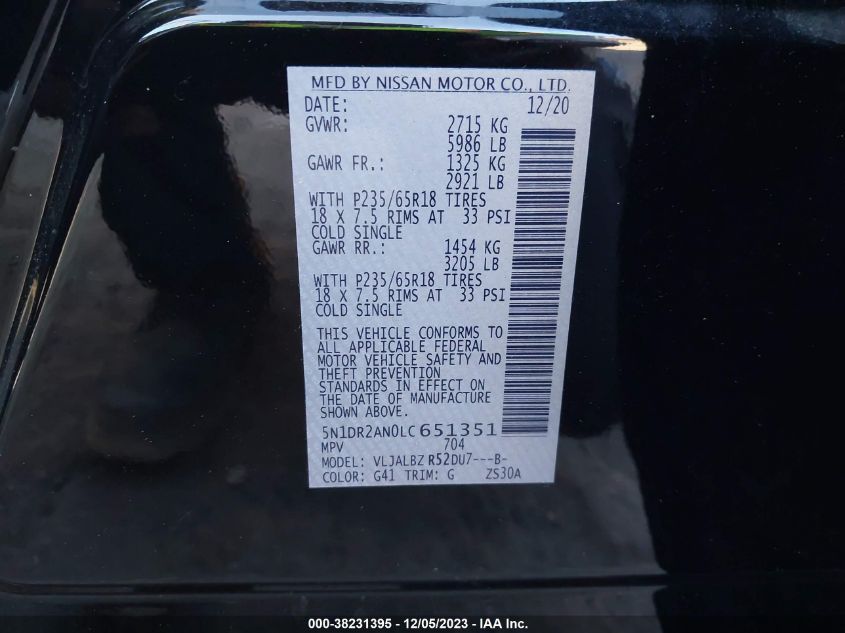 MFD BY NISSAN MOTOR CO., LTD.
DATE: 12/20
GVWR: 2715 KG
5986 LB
GAWR FR.: 1325 KG
2921 LB
WITH P235/65R18 TIRES
18 X 7.5 RIMS AT 33 PSI
COLD SINGLE
GAWR RR.: 1454 KG
3205 LB
WITH P235/65R18 TIRES
18 X 7.5 RIMS AT 33 PSI
COLD SINGLE
THIS VEHICLE CONFORMS TO
ALL APPLICABLE FEDERAL
MOTOR VEHICLE SAFETY AND
THEFT PREVENTION
STANDARDS IN EFFECT ON
THE DATE OF MANUFACTURE
SHOWN ABOVE.
5N1DR2AN0LC651351
MPV 704
MODEL: VLJALBZ R52DU7---B-
COLOR: G41 TRIM: G ZS30A
000-38231395 - 12/05/2023 - IAA Inc.